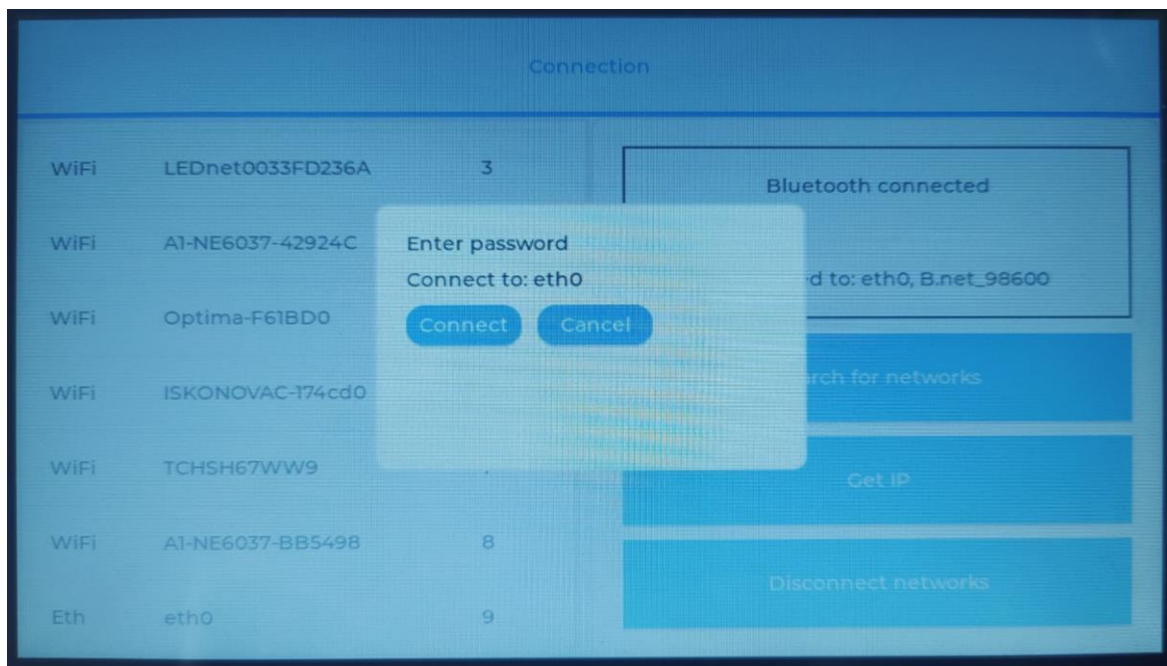 Connection
WiFi LEDnet0033FD236A 3
WiFi A1-NE6037-42924C
WiFi Optima-F61BD0
WiFi ISKONOVAC-174cd0
WiFi TCHSH67WW9
WiFi A1-NE6037-BB5498 8
Eth eth0 9
Enter password
Connect to: eth0
Connect Cancel
Bluetooth connected
to: eth0, B.net_98600
for networks
Get IP
Disconnect networks